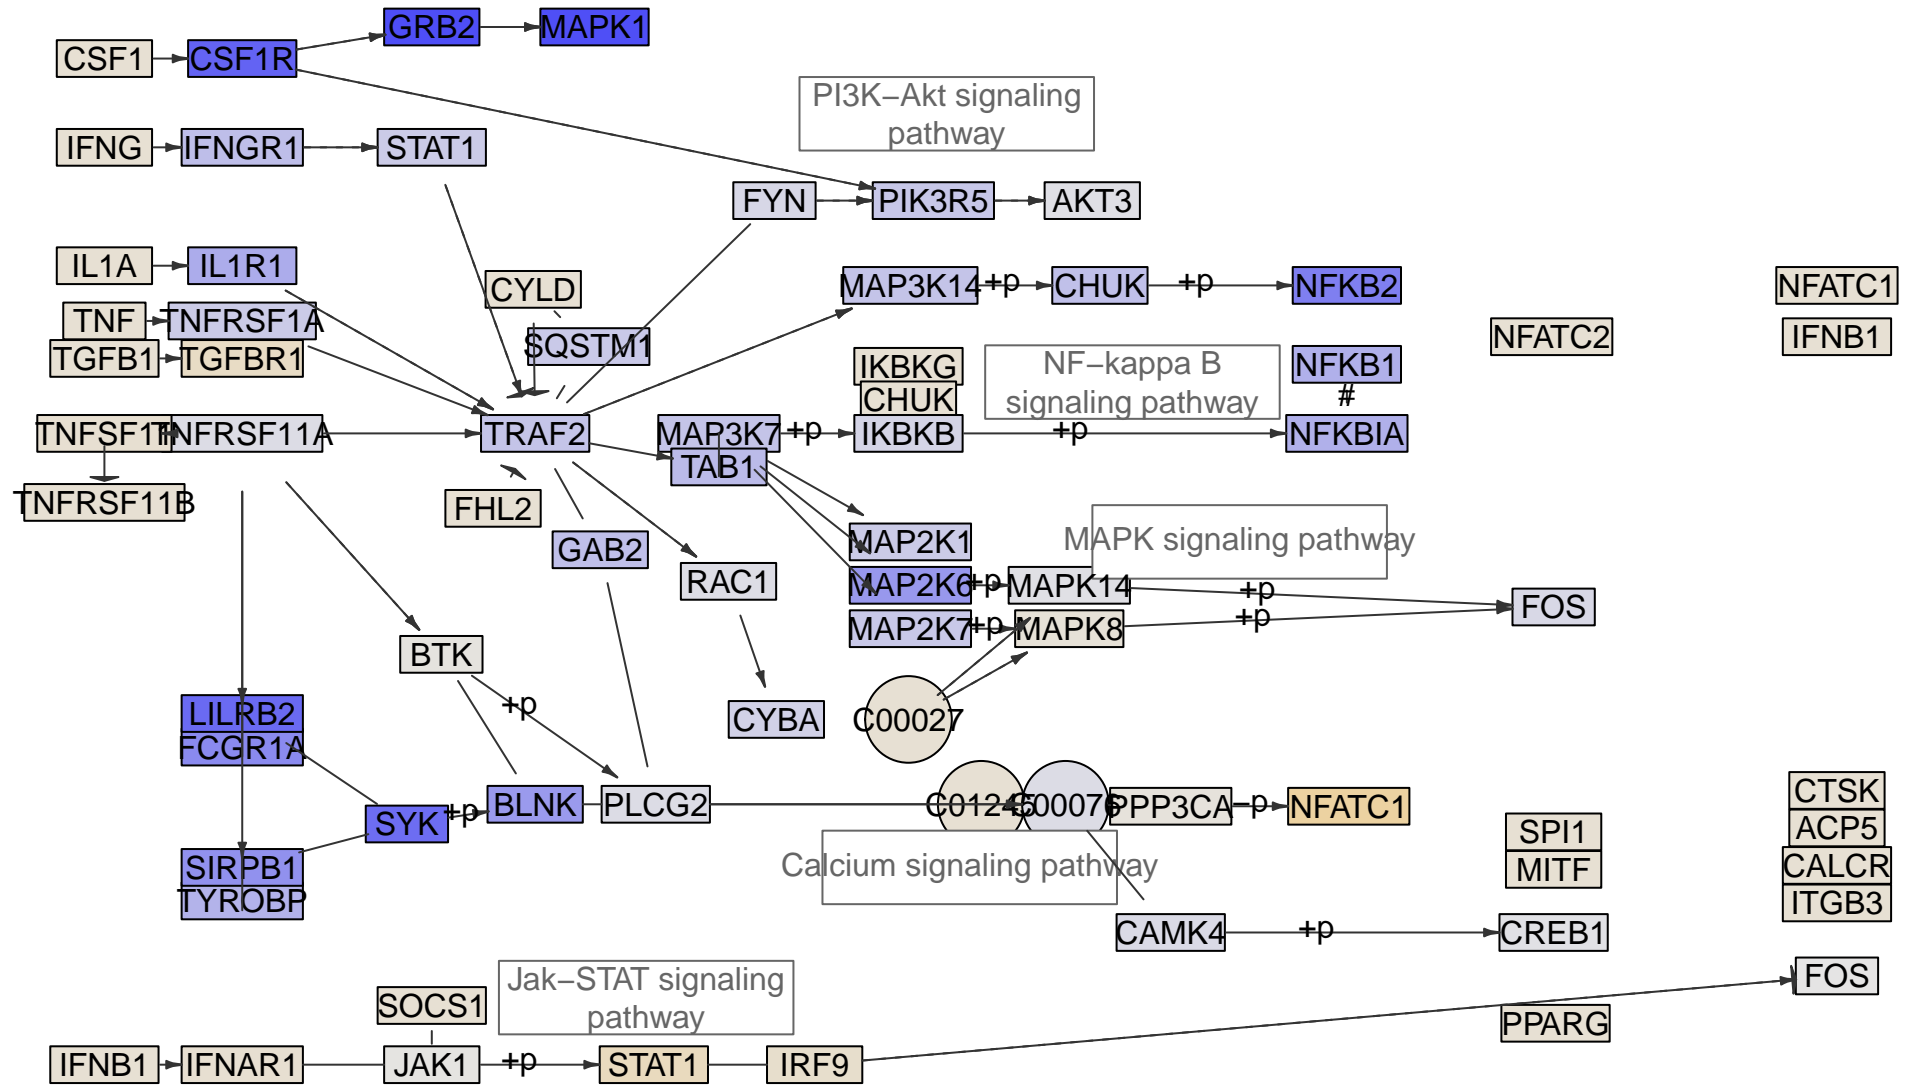 GRB2
MAPK1
CSF1
CSF1R
PI3K–Akt signaling
pathway
IFNG
IFNGR1
STAT1
FYN
PIK3R5
AKT3
IL1A
IL1R1
CYLD
MAP3K14
+p
CHUK
+p
NFKB2
NFATC1
TNF
TNFRSF1A
SQSTM1
NFATC2
IFNB1
TGFB1
TGFBR1
IKBKG
NF–kappa B
signaling pathway
NFKB1
CHUK
#
TNFSF11
TNFRSF11A
TRAF2
MAP3K7
+p
IKBKB
+p
NFKBIA
TAB1
TNFRSF11B
FHL2
GAB2
MAP2K1
MAPK signaling pathway
RAC1
MAP2K6
+p
MAPK14
+p
FOS
MAP2K7
+p
MAPK8
+p
BTK
+p
LILRB2
CYBA
C00027
FCGR1A
SYK
+p
BLNK
PLCG2
C01245
C00076
PPP3CA
–p
NFATC1
CTSK
SPI1
ACP5
SIRPB1
Calcium signaling pathway
MITF
CALCR
TYROBP
ITGB3
CAMK4
+p
CREB1
Jak–STAT signaling
pathway
FOS
SOCS1
PPARG
IFNB1
IFNAR1
JAK1
+p
STAT1
IRF9